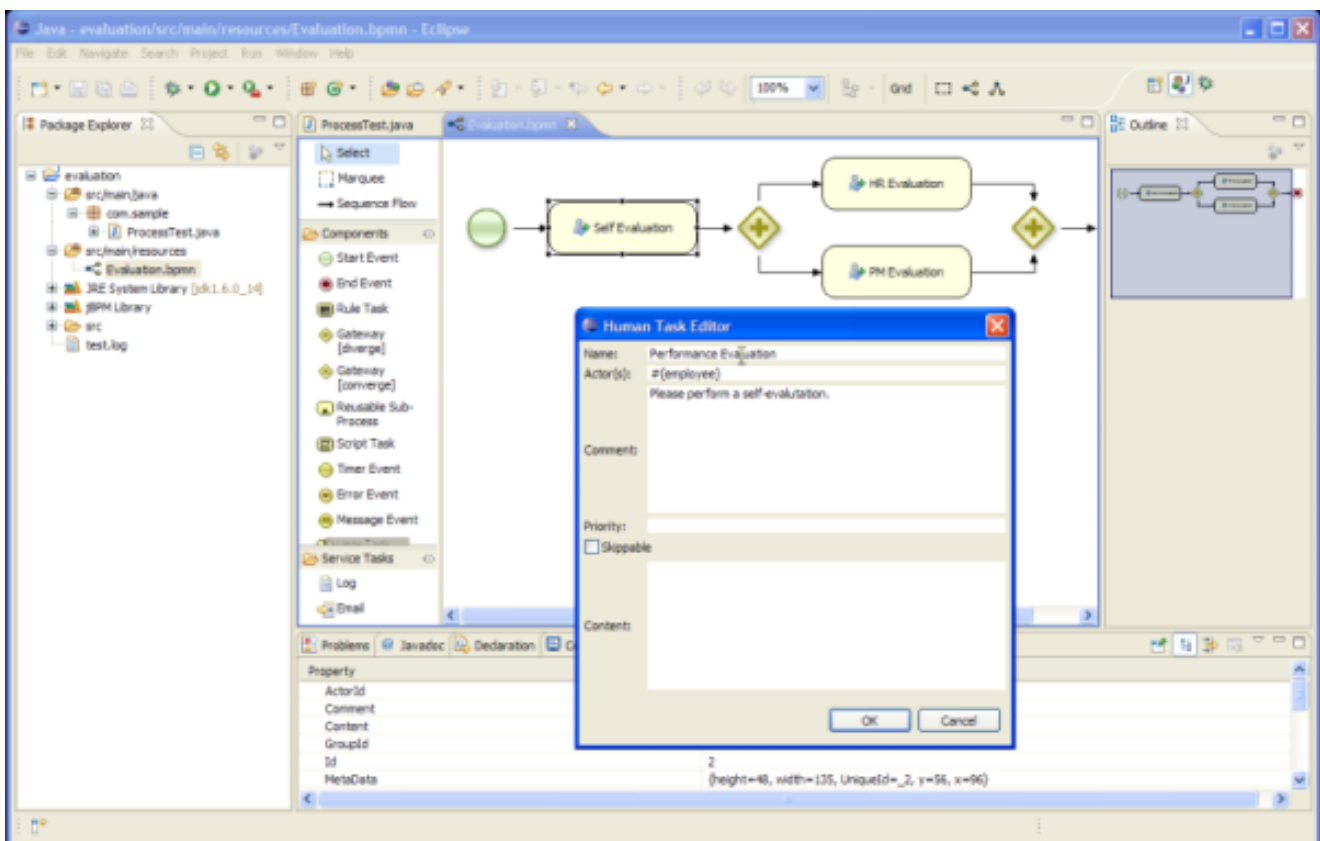 Java - evaluation/src/main/resources/Evaluation.bpmn - Eclipse
File Edit Navigate Search Project Run Window Help
100%
Grid
Package Explorer
evaluation
src/main/java
com.sample
ProcessTest.java
src/main/resources
Evaluation.bpmn
JRE System Library [jdk1.6.0_14]
jBPM Library
src
test.log
ProcessTest.java
Evaluation.bpmn
Select
Marquee
Sequence Flow
Components
Start Event
End Event
Rule Task
Gateway
[diverge]
Gateway
[converge]
Reusable Sub-
Process
Script Task
Timer Event
Error Event
Message Event
Service Tasks
Log
Email
Self Evaluation
HR Evaluation
PM Evaluation
Outline
Human Task Editor
Name: Performance Evaluation
Actor(s): #{employee}
Please perform a self-evalutation.
Comment:
Priority:
Skippable
Content:
OK Cancel
Problems Javadoc Declaration
Property
ActorId
Comment
Content
GroupId
Id 2
MetaData {height=48, width=135, UniqueId=_2, y=56, x=96}